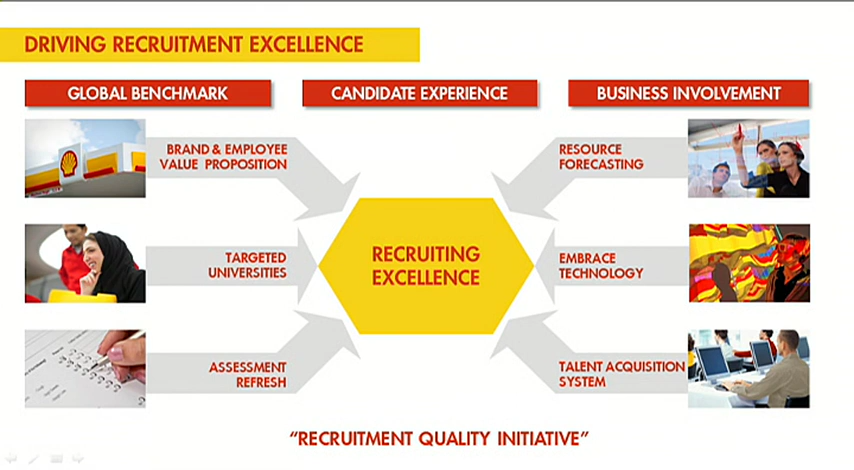 DRIVING RECRUITMENT EXCELLENCE
GLOBAL BENCHMARK
CANDIDATE EXPERIENCE
BUSINESS INVOLVEMENT
BRAND & EMPLOYEE
VALUE PROPOSITION
RESOURCE
FORECASTING
TARGETED
UNIVERSITIES
RECRUITING
EXCELLENCE
EMBRACE
TECHNOLOGY
ASSESSMENT
REFRESH
TALENT ACQUISITION
SYSTEM
“RECRUITMENT QUALITY INITIATIVE”